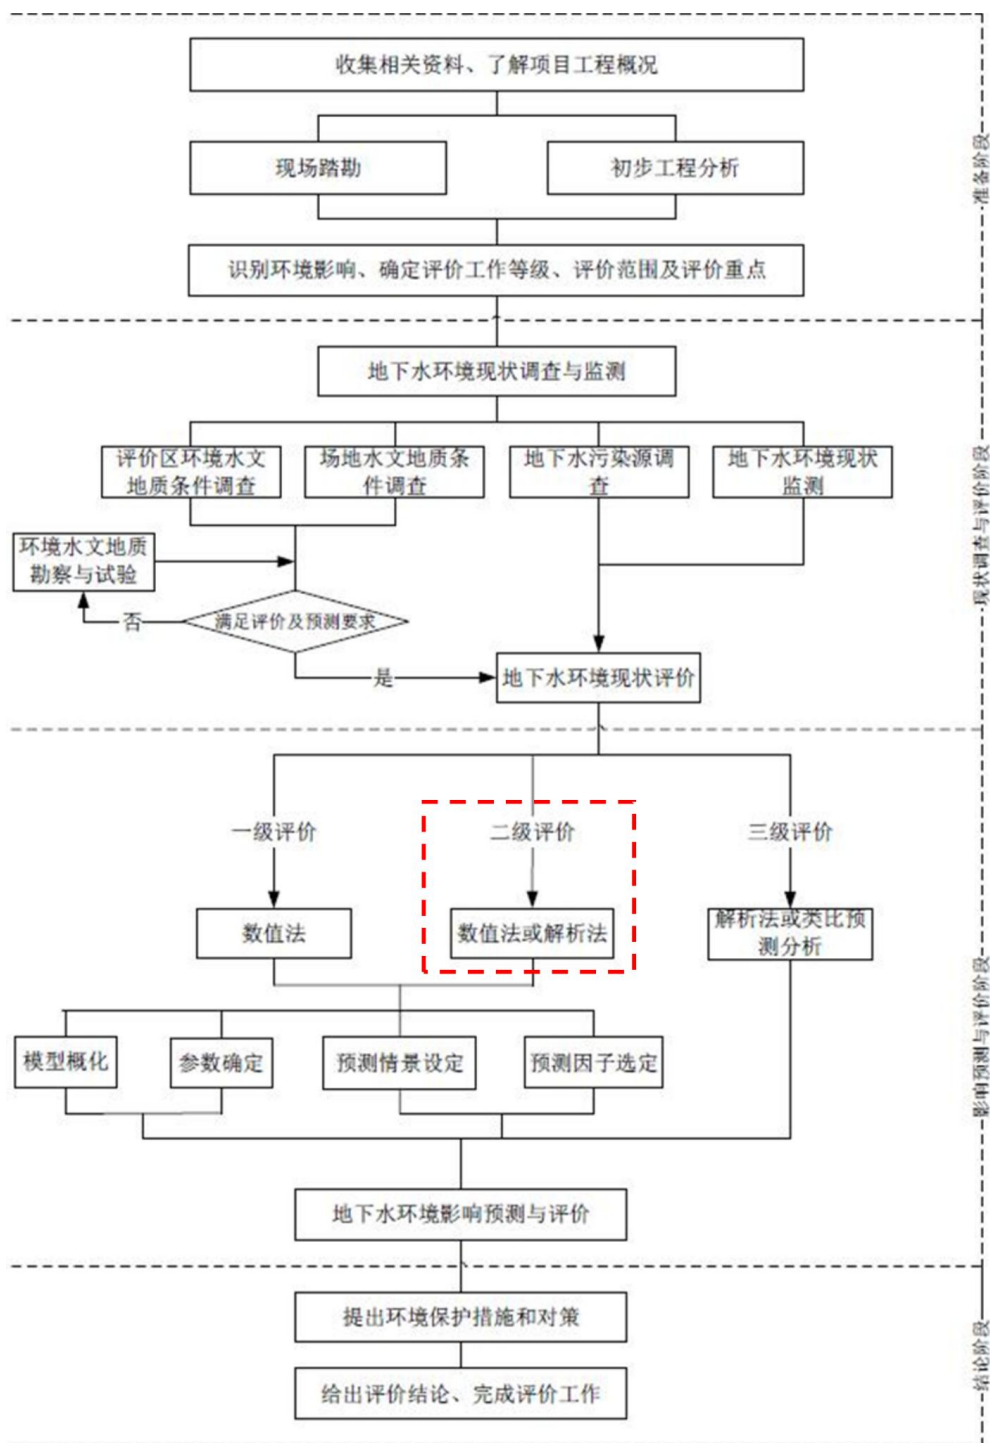 收集相关资料、了解项目工程概况
现场踏勘
初步工程分析
识别环境影响、确定评价工作等级、评价范围及评价重点
准备阶段
地下水环境现状调查与监测
评价区环境水文
地质条件调查
场地水文地质条
件调查
地下水污染源调
查
地下水环境现状
监测
环境水文地质
勘察与试验
否
满足评价及预测要求
是
地下水环境现状评价
现状调查与评价阶段
一级评价
二级评价
三级评价
数值法
数值法或解析法
解析法或类比预
测分析
模型概化
参数确定
预测情景设定
预测因子选定
地下水环境影响预测与评价
影响预测与评价阶段
提出环境保护措施和对策
给出评价结论、完成评价工作
结论阶段